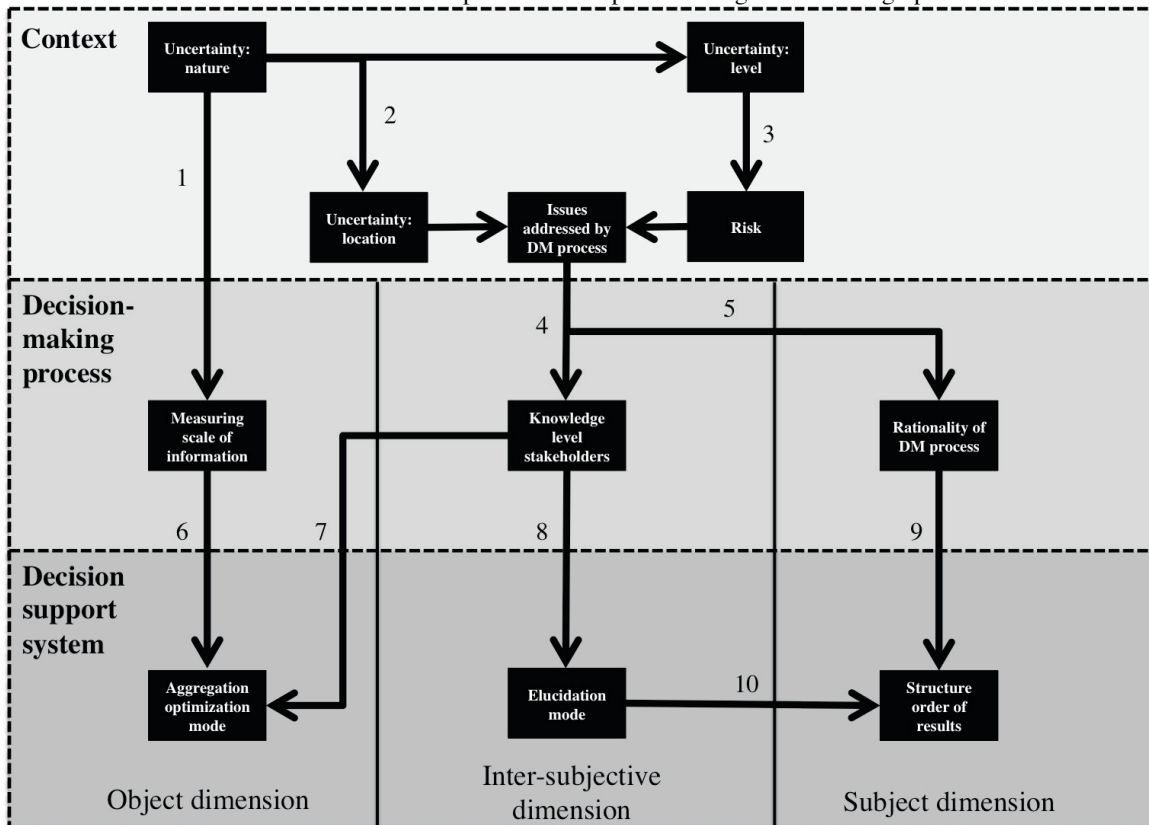 Context
Uncertainty:
nature
Uncertainty:
level
2
3
1
Uncertainty:
location
Issues
addressed by
DM process
Risk
Decision-
making
process
4
5
Measuring
scale of
information
Knowledge
level
stakeholders
Rationality of
DM process
6
7
8
9
Decision
support
system
Aggregation
optimization
mode
Elucidation
mode
10
Structure
order of
results
Object dimension
Inter-subjective
dimension
Subject dimension